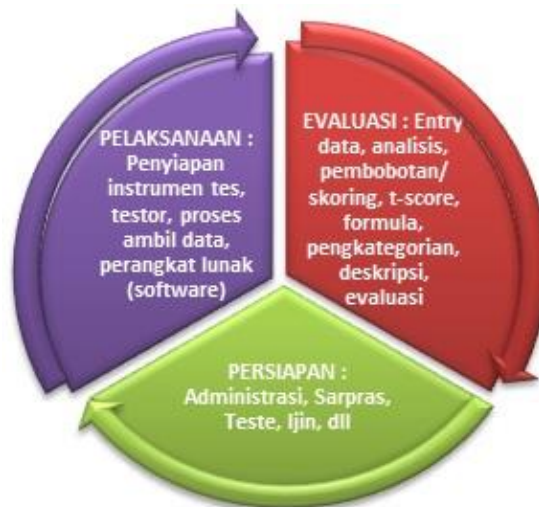 PELAKSANAAN :
Penyiapan
instrumen tes,
testor, proses
ambil data,
perangkat lunak
(software)
EVALUASI : Entry
data, analisis,
pembobotan/
skoring, t-score,
formula,
pengkategorian,
deskripsi,
evaluasi
PERSIAPAN :
Administrasi, Sarpras,
Teste, Ijin, dll